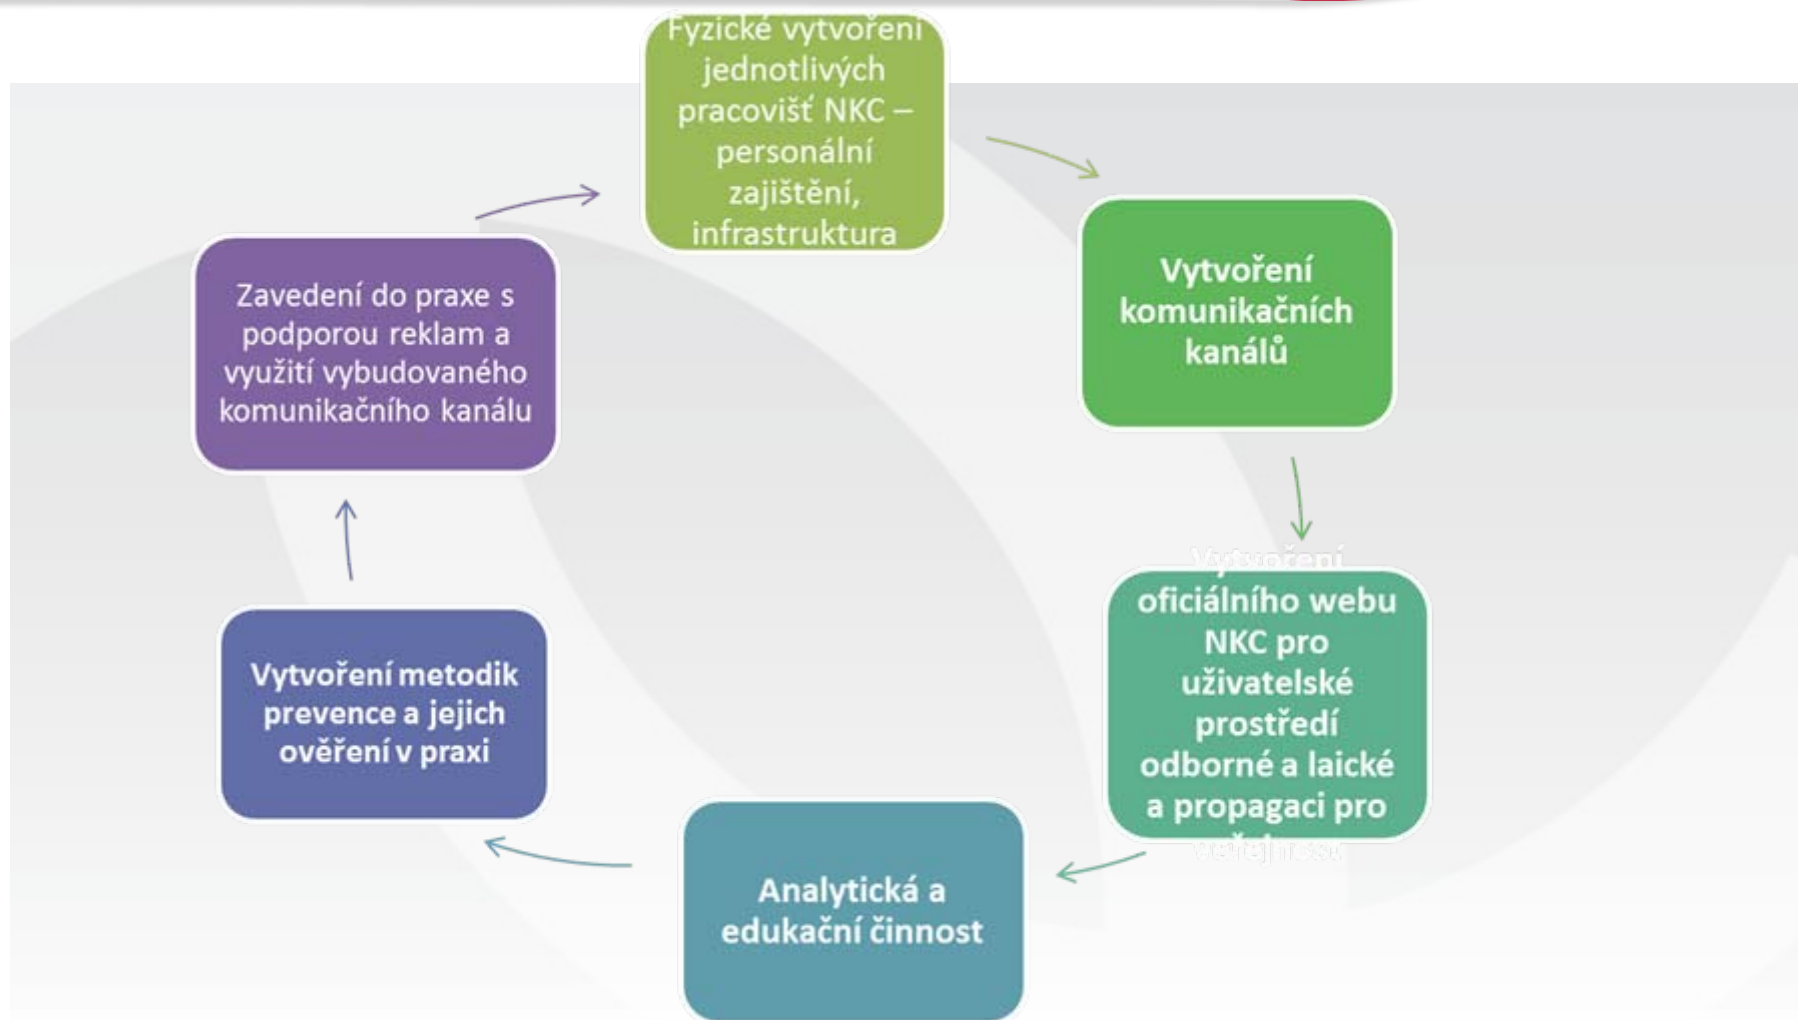 Fyzické vytvoření
jednotlivých
pracovišť NKC –
personální
zajištění,
infrastruktura
Vytvoření
komunikačních
kanálů
Vytvoření
oficiálního webu
NKC pro
uživatelské
prostředí
odborné a laické
a propagaci pro
veřejnost
Analytická a
edukační činnost
Vytvoření metodik
prevence a jejich
ověření v praxi
Zavedení do praxe s
podporou reklam a
využití vybudovaného
komunikačního kanálu